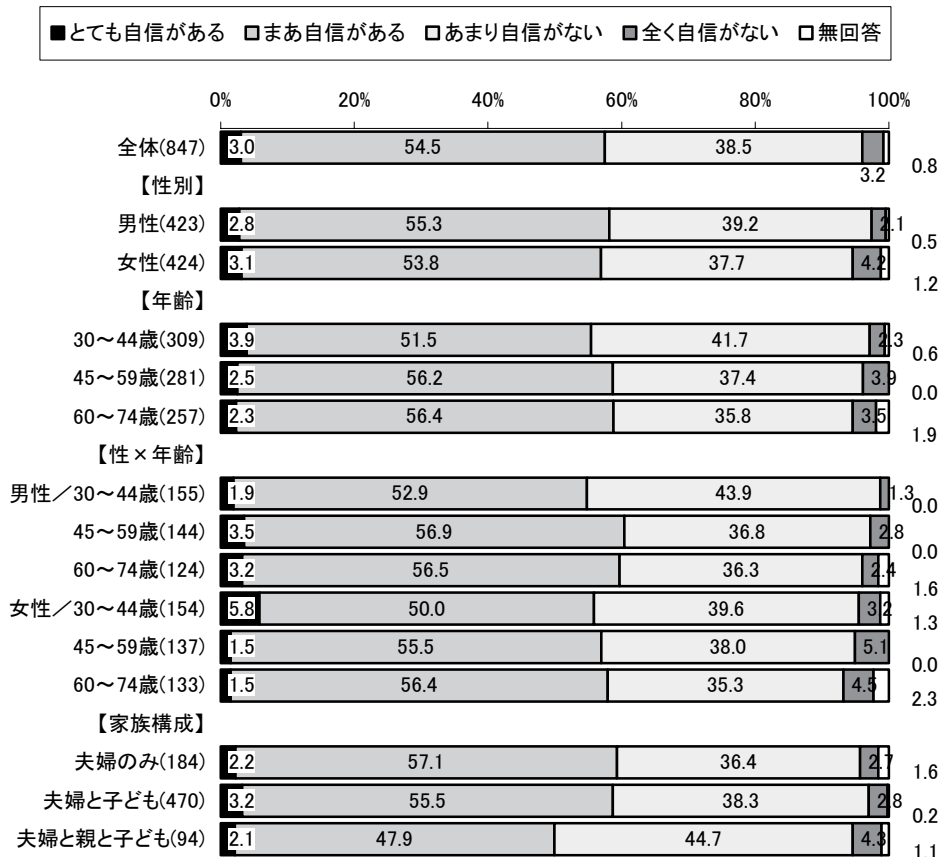 ■とても自信がある □まあ自信がある □あまり自信がない ■全く自信がない □無回答
0% 20% 40% 60% 80% 100%
全体(847) 3.0 54.5 38.5 3.2 0.8
【性別】
男性(423) 2.8 55.3 39.2 2.1 0.5
女性(424) 3.1 53.8 37.7 4.2 1.2
【年齢】
30～44歳(309) 3.9 51.5 41.7 2.3 0.6
45～59歳(281) 2.5 56.2 37.4 3.9 0.0
60～74歳(257) 2.3 56.4 35.8 3.5 1.9
【性×年齢】
男性／30～44歳(155) 1.9 52.9 43.9 1.3 0.0
45～59歳(144) 3.5 56.9 36.8 2.8 0.0
60～74歳(124) 3.2 56.5 36.3 2.4 1.6
女性／30～44歳(154) 5.8 50.0 39.6 3.2 1.3
45～59歳(137) 1.5 55.5 38.0 5.1 0.0
60～74歳(133) 1.5 56.4 35.3 4.5 2.3
【家族構成】
夫婦のみ(184) 2.2 57.1 36.4 2.7 1.6
夫婦と子ども(470) 3.2 55.5 38.3 2.8 0.2
夫婦と親と子ども(94) 2.1 47.9 44.7 4.3 1.1